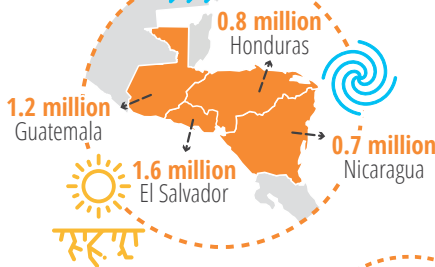 0.8 million
Honduras
1.2 million
Guatemala
0.7 million
Nicaragua
1.6 million
El Salvador